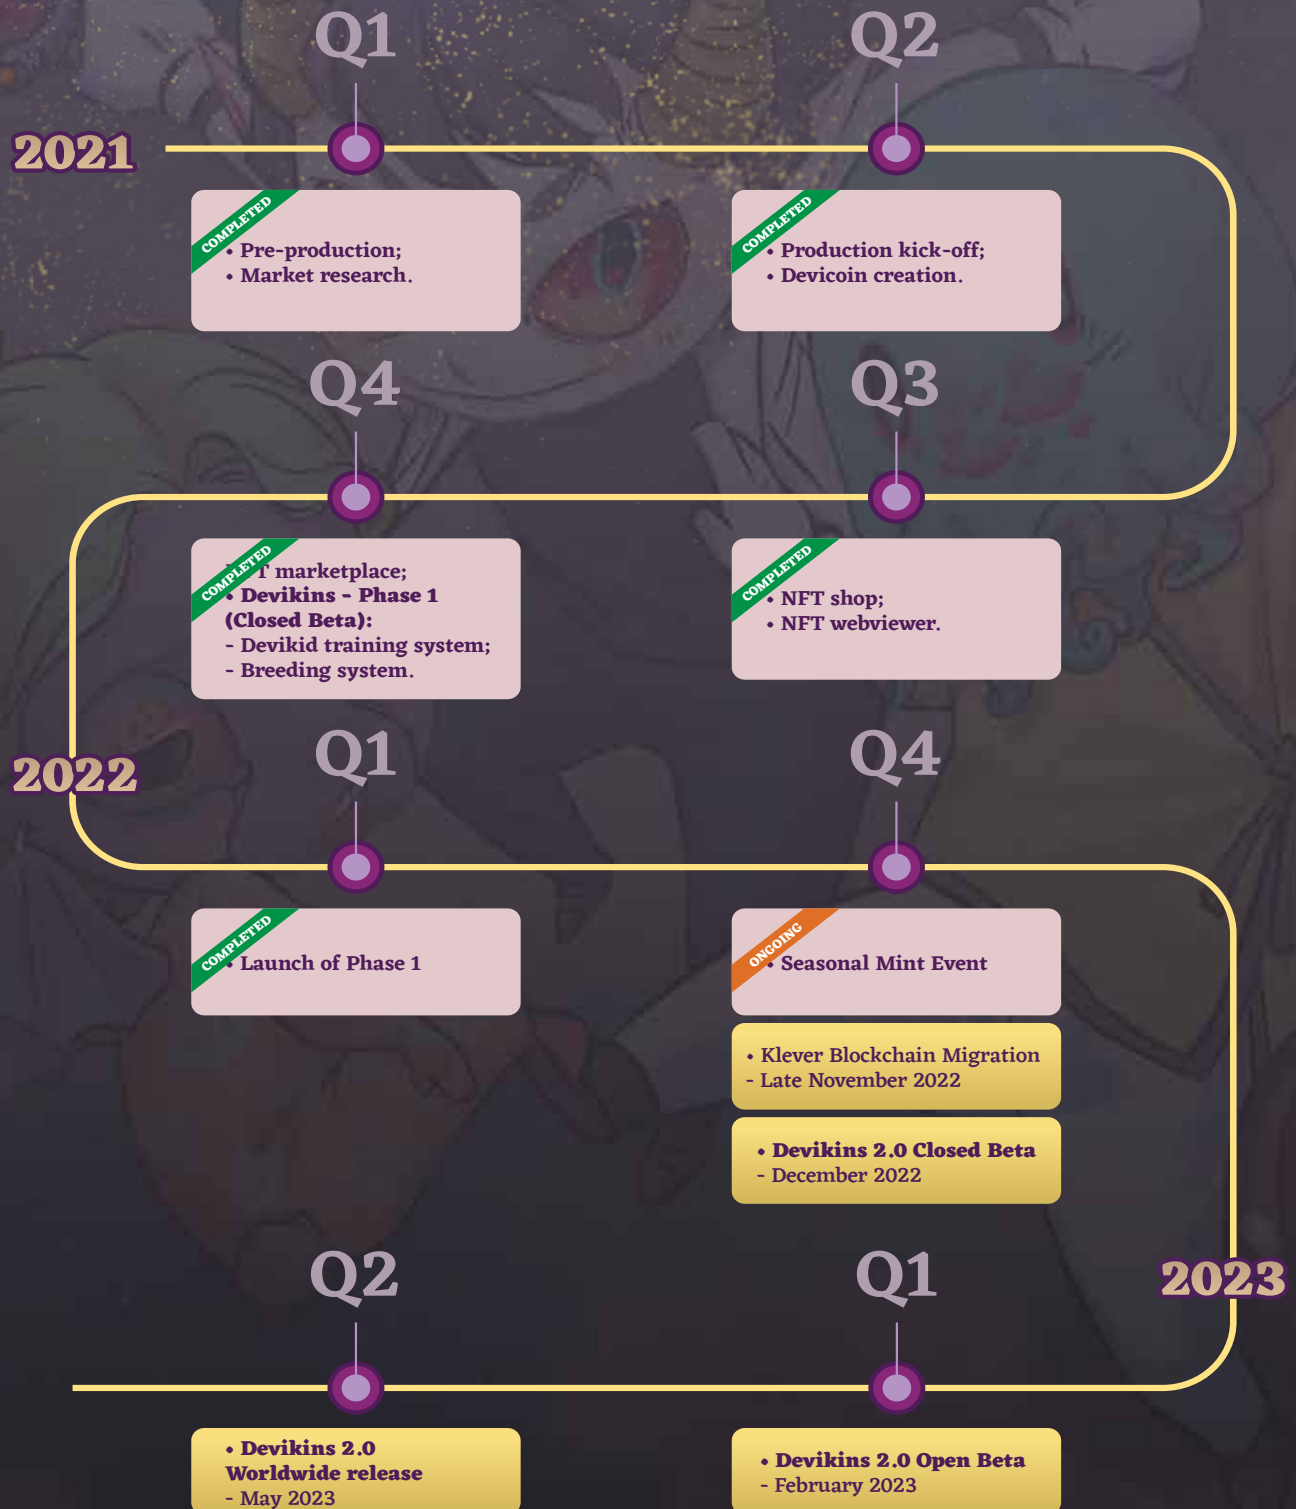 Q1
Q2
2021
COMPLETED
• Pre-production;
• Market research.
COMPLETED
• Production kick-off;
• Devicoin creation.
Q4
Q3
COMPLETED
marketplace;
• Devikins - Phase 1
(Closed Beta):
- Devikid training system;
- Breeding system.
COMPLETED
• NFT shop;
• NFT webviewer.
2022
Q1
Q4
COMPLETED
• Launch of Phase 1
ONGOING
• Seasonal Mint Event
• Klever Blockchain Migration
- Late November 2022
• Devikins 2.0 Closed Beta
- December 2022
Q2
Q1
2023
• Devikins 2.0
Worldwide release
- May 2023
• Devikins 2.0 Open Beta
- February 2023